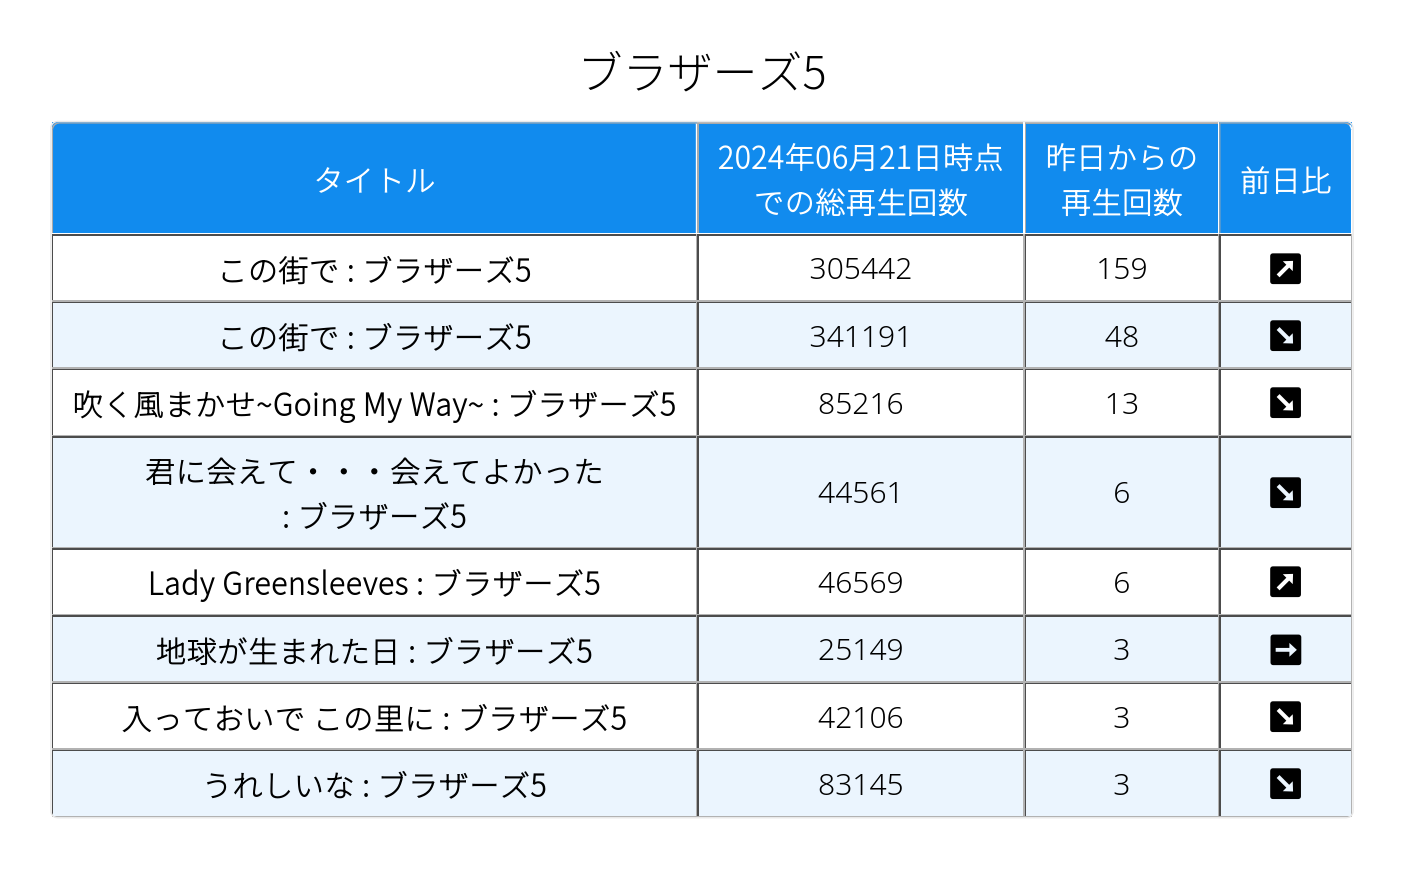 ブラザーズ5
タイトル
2024年06月21日時点
での総再生回数
昨日からの
再生回数
前日比
この街で : ブラザーズ5
305442
159
↗
この街で : ブラザーズ5
341191
48
↘
吹く風まかせ~Going My Way~ : ブラザーズ5
85216
13
↘
君に会えて・・・会えてよかった
: ブラザーズ5
44561
6
↘
Lady Greensleeves : ブラザーズ5
46569
6
↗
地球が生まれた日 : ブラザーズ5
25149
3
→
入っておいで この里に : ブラザーズ5
42106
3
↘
うれしいな : ブラザーズ5
83145
3
↘